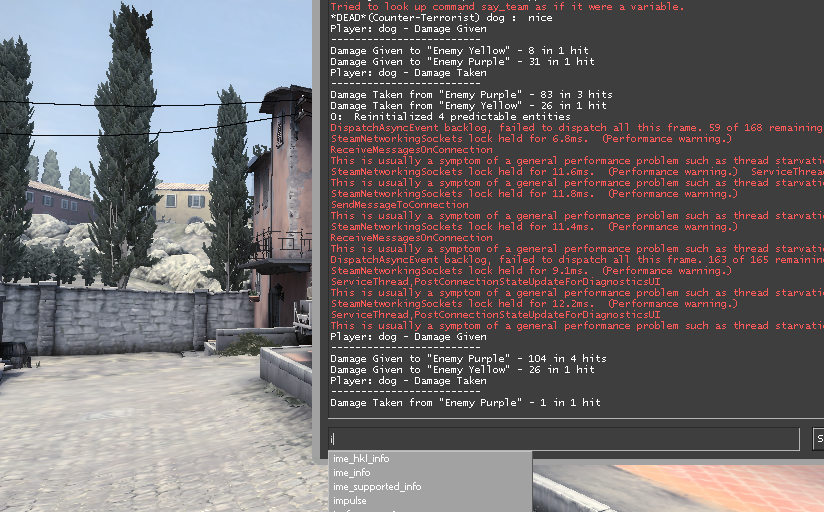 Tried to look up command say_team as if it were a variable.
*DEAD*(Counter-Terrorist) dog :  nice
Player: dog - Damage Given
-------------------------
Damage Given to "Enemy Yellow" - 8 in 1 hit
Damage Given to "Enemy Purple" - 31 in 1 hit
Player: dog - Damage Taken
-------------------------
Damage Taken from "Enemy Purple" - 83 in 3 hits
Damage Taken from "Enemy Yellow" - 26 in 1 hit
0:  Reinitialized 4 predictable entities
DispatchAsyncEvent backlog, failed to dispatch all this frame. 59 of 168 remaining
SteamNetworkingSockets lock held for 6.8ms.  (Performance warning.)
ReceiveMessagesOnConnection
This is usually a symptom of a general performance problem such as thread starvati
SteamNetworkingSockets lock held for 11.6ms.  (Performance warning.)  ServiceThrea
This is usually a symptom of a general performance problem such as thread starvati
SteamNetworkingSockets lock held for 11.8ms.  (Performance warning.)
SendMessageToConnection
This is usually a symptom of a general performance problem such as thread starvati
SteamNetworkingSockets lock held for 11.4ms.  (Performance warning.)
ReceiveMessagesOnConnection
This is usually a symptom of a general performance problem such as thread starvati
DispatchAsyncEvent backlog, failed to dispatch all this frame. 163 of 165 remainin
SteamNetworkingSockets lock held for 9.1ms.  (Performance warning.)
ServiceThread,PostConnectionStateUpdateForDiagnosticsUI
This is usually a symptom of a general performance problem such as thread starvati
SteamNetworkingSockets lock held for 12.2ms.  (Performance warning.)
ServiceThread,PostConnectionStateUpdateForDiagnosticsUI
This is usually a symptom of a general performance problem such as thread starvati
Player: dog - Damage Given
-------------------------
Damage Given to "Enemy Purple" - 104 in 4 hits
Damage Given to "Enemy Yellow" - 26 in 1 hit
Player: dog - Damage Taken
-------------------------
Damage Taken from "Enemy Purple" - 1 in 1 hit
i
S
ime_hkl_info
ime_info
ime_supported_info
impulse